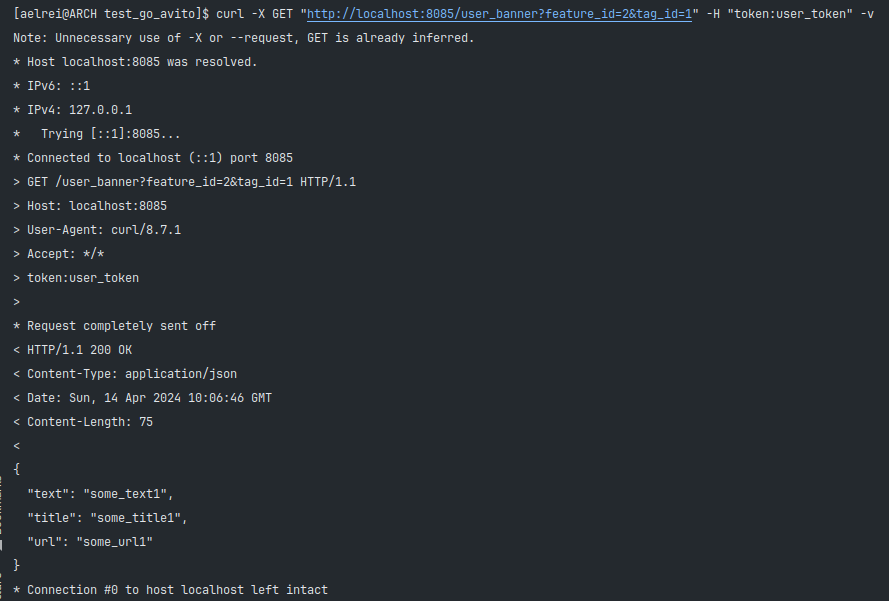 [aelrei@ARCH test_go_avito]$ curl -X GET "http://localhost:8085/user_banner?feature_id=2&tag_id=1" -H "token:user_token" -v
Note: Unnecessary use of -X or --request, GET is already inferred.
* Host localhost:8085 was resolved.
* IPv6: ::1
* IPv4: 127.0.0.1
*   Trying [::1]:8085...
* Connected to localhost (::1) port 8085
> GET /user_banner?feature_id=2&tag_id=1 HTTP/1.1
> Host: localhost:8085
> User-Agent: curl/8.7.1
> Accept: */*
> token:user_token
>
* Request completely sent off
< HTTP/1.1 200 OK
< Content-Type: application/json
< Date: Sun, 14 Apr 2024 10:06:46 GMT
< Content-Length: 75
<
{
  "text": "some_text1",
  "title": "some_title1",
  "url": "some_url1"
}
* Connection #0 to host localhost left intact